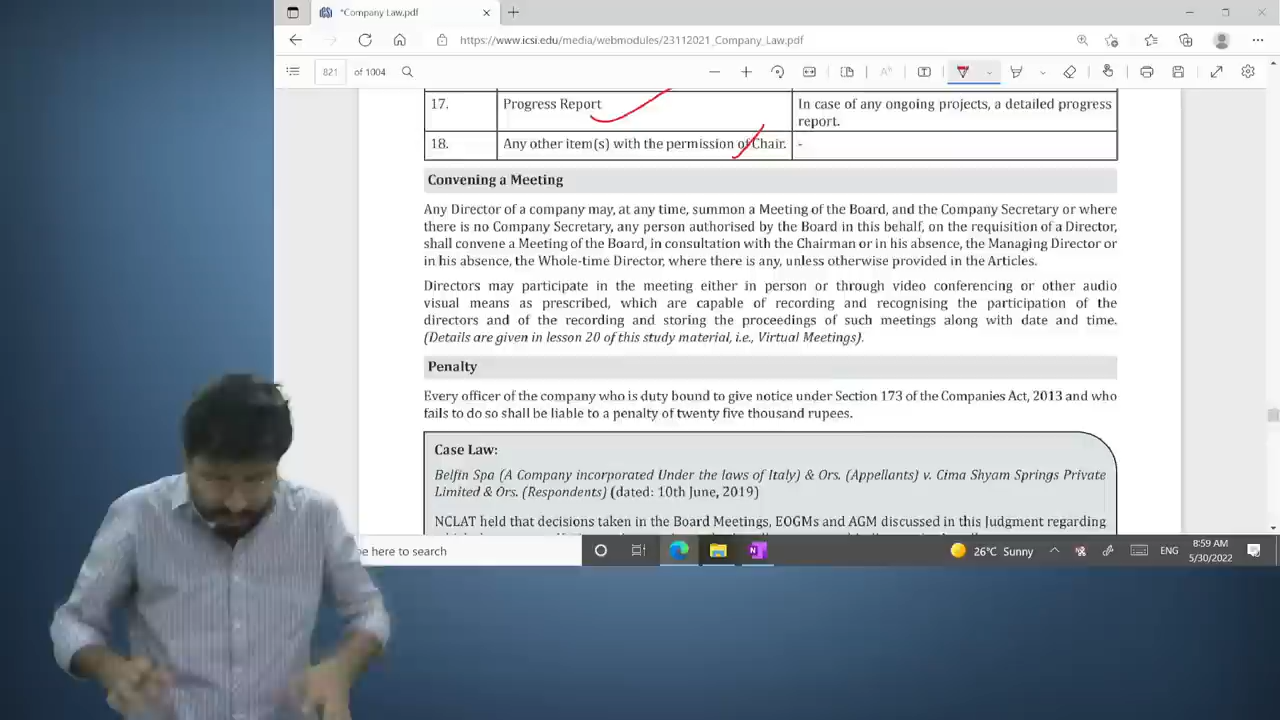 *Company Law.pdf
https://www.icsi.edu/media/webmodules/23112021_Company_Law.pdf
821 of 1004
17. Progress Report In case of any ongoing projects, a detailed progress
report.
18. Any other item(s) with the permission of Chair. -
Convening a Meeting
Any Director of a company may, at any time, summon a Meeting of the Board, and the Company Secretary or where
there is no Company Secretary, any person authorised by the Board in this behalf, on the requisition of a Director,
shall convene a Meeting of the Board, in consultation with the Chairman or in his absence, the Managing Director or
in his absence, the Whole-time Director, where there is any, unless otherwise provided in the Articles.
Directors may participate in the meeting either in person or through video conferencing or other audio
visual means as prescribed, which are capable of recording and recognising the participation of the
directors and of the recording and storing the proceedings of such meetings along with date and time.
(Details are given in lesson 20 of this study material, i.e., Virtual Meetings).
Penalty
Every officer of the company who is duty bound to give notice under Section 173 of the Companies Act, 2013 and who
fails to do so shall be liable to a penalty of twenty five thousand rupees.
Case Law:
Belfin Spa (A Company incorporated Under the laws of Italy) & Ors. (Appellants) v. Cima Shyam Springs Private
Limited & Ors. (Respondents) (dated: 10th June, 2019)
NCLAT held that decisions taken in the Board Meetings, EOGMs and AGM discussed in this Judgment regarding
pe here to search
26°C Sunny
ENG
8:59 AM
5/30/2022